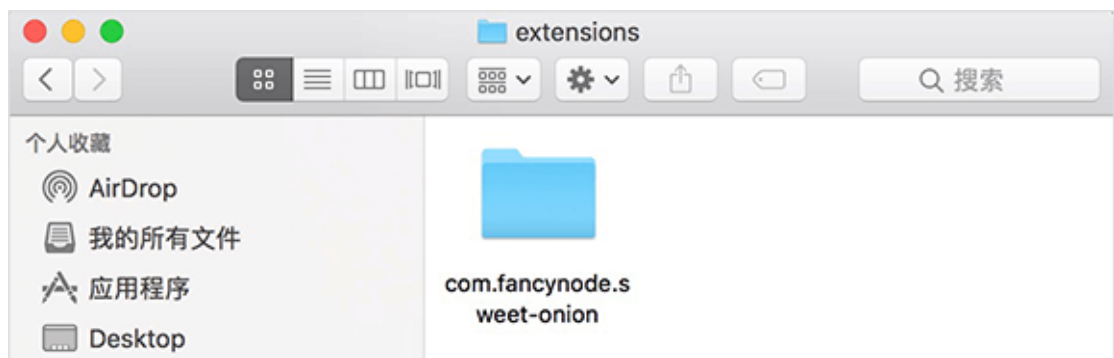 extensions
搜索
个人收藏
AirDrop
我的所有文件
应用程序
Desktop
com.fancynode.s
weet-onion